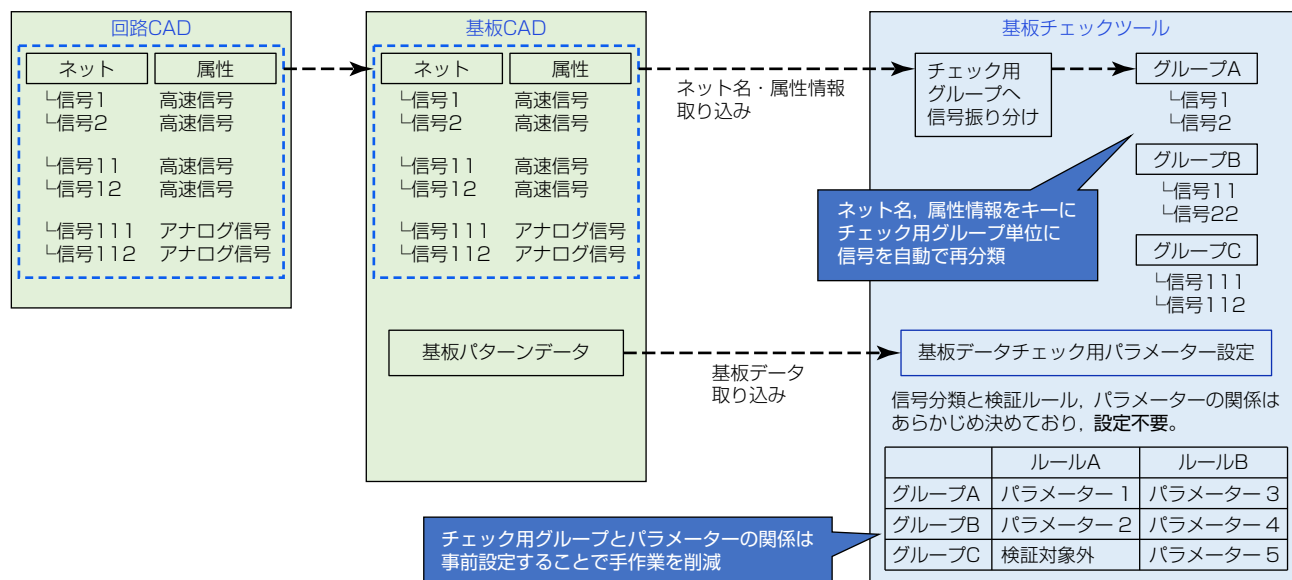 回路CAD
ネット 属性
└信号1 高速信号
└信号2 高速信号
└信号11 高速信号
└信号12 高速信号
└信号111 アナログ信号
└信号112 アナログ信号
基板CAD
ネット 属性
└信号1 高速信号
└信号2 高速信号
└信号11 高速信号
└信号12 高速信号
└信号111 アナログ信号
└信号112 アナログ信号
基板パターンデータ
ネット名・属性情報
取り込み
基板データ
取り込み
基板チェックツール
チェック用
グループへ
信号振り分け
グループA
└信号1
└信号2
グループB
└信号11
└信号22
グループC
└信号111
└信号112
ネット名, 属性情報をキーに
チェック用グループ単位に
信号を自動で再分類
基板データチェック用パラメーター設定
信号分類と検証ルール, パラメーターの関係は
あらかじめ決めており, 設定不要。
ルールA ルールB
グループA パラメーター1 パラメーター3
グループB パラメーター2 パラメーター4
グループC 検証対象外 パラメーター5
チェック用グループとパラメーターの関係は
事前設定することで手作業を削減